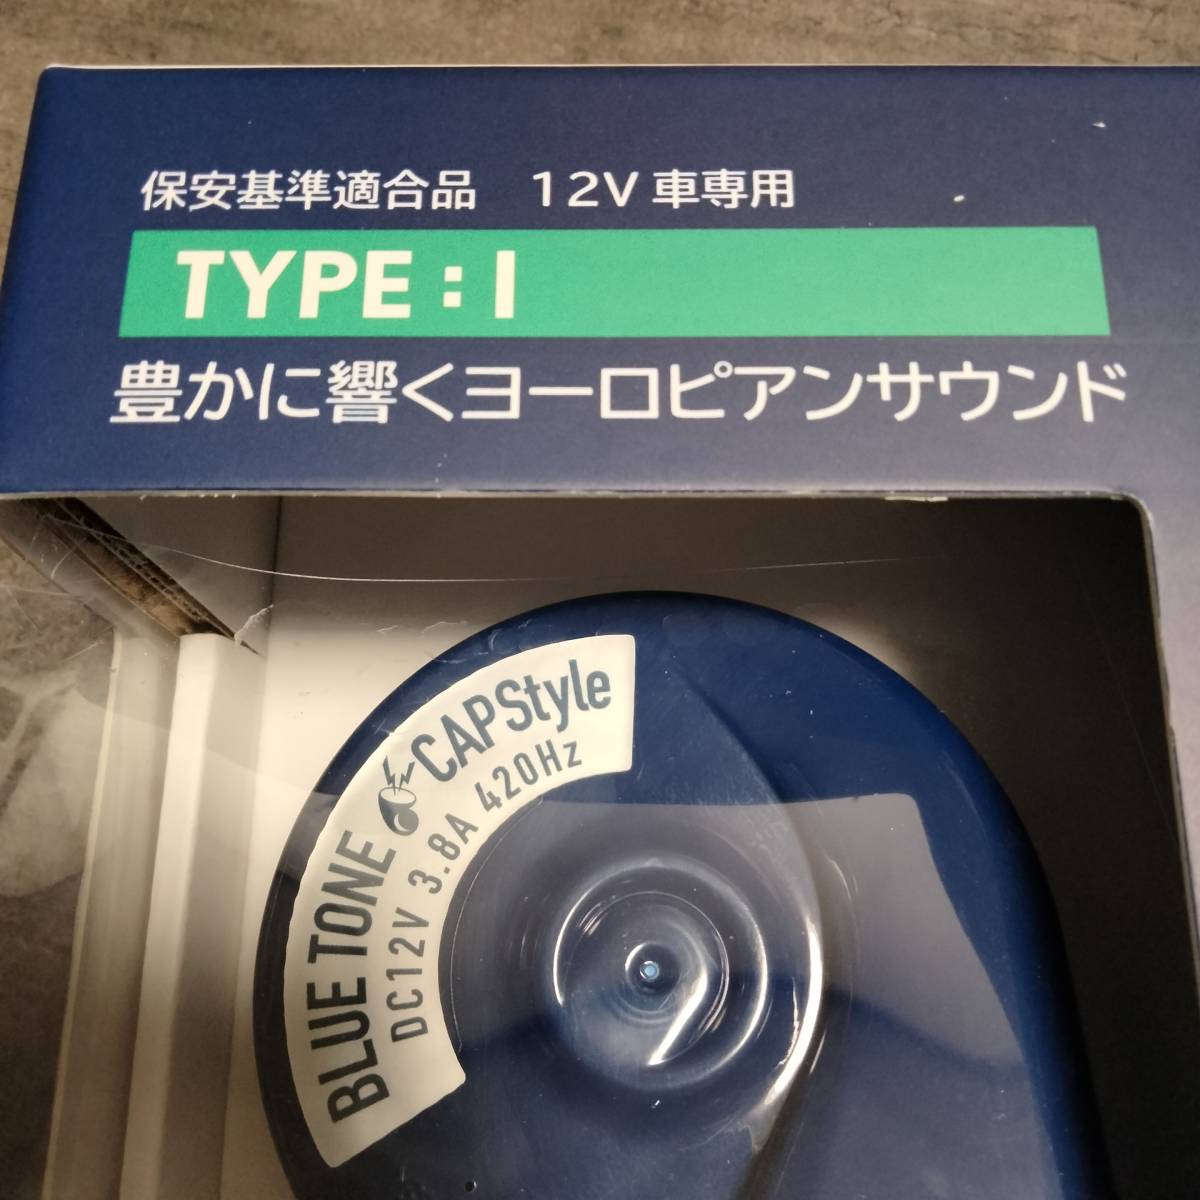 保安基準適合品　12V 車専用
TYPE : I
豊かに響くヨーロピアンサウンド
BLUE TONE CAPStyle
DC12V 3.8A 420Hz